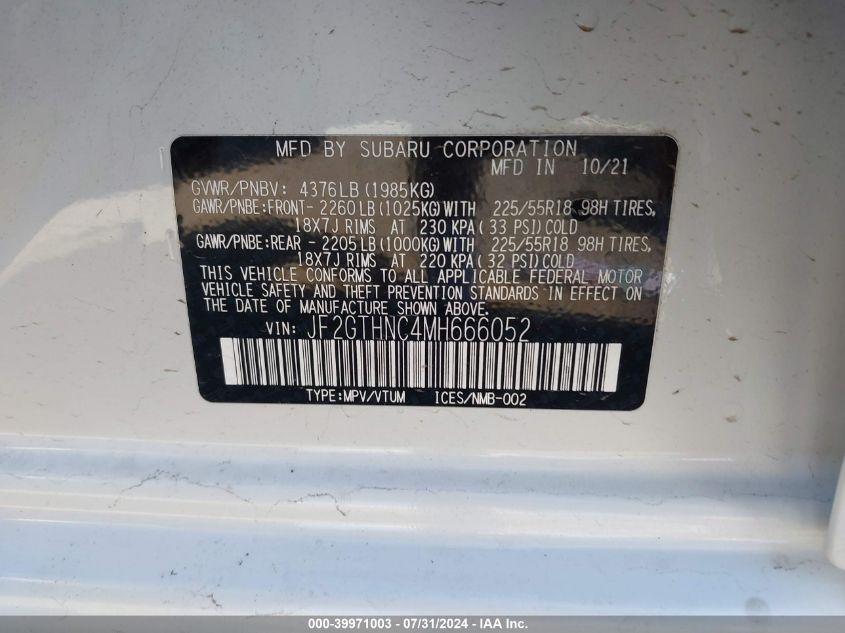 MFD BY SUBARU CORPORATION
MFD IN 10/21
GVWR/PNBV: 4376LB (1985KG)
GAWR/PNBE:FRONT- 2260LB (1025KG) WITH 225/55R18 98H TIRES,
18X7J RIMS AT 230 KPA( 33 PSI)COLD
GAWR/PNBE:REAR - 2205LB (1000KG) WITH 225/55R18 98H TIRES,
18X7J RIMS AT 220 KPA( 32 PSI)COLD
THIS VEHICLE CONFORMS TO ALL APPLICABLE FEDERAL MOTOR
VEHICLE SAFETY AND THEFT PREVENTION STANDARDS IN EFFECT ON
THE DATE OF MANUFACTURE SHOWN ABOVE.
VIN: JF2GTHNC4MH666052
TYPE:MPV/VTUM ICES/NMB-002
000-39971003 - 07/31/2024 - IAA Inc.